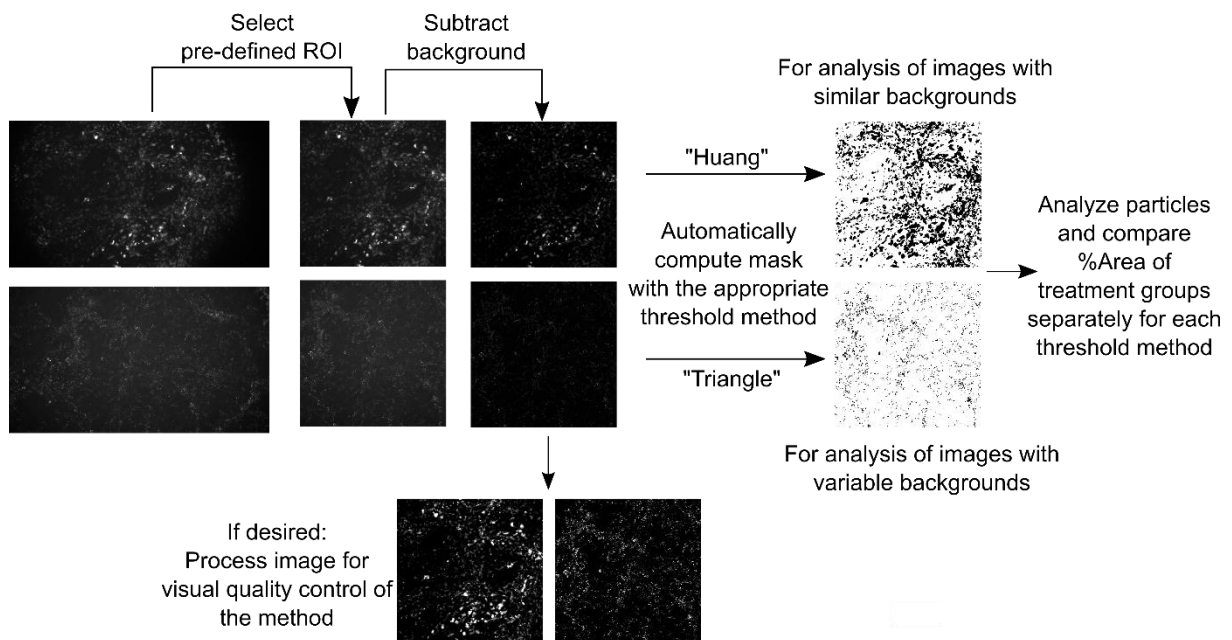 Select
pre-defined ROI
Subtract
background
For analysis of images with
similar backgrounds
"Huang"
Automatically
compute mask
with the appropriate
threshold method
"Triangle"
Analyze particles
and compare
%Area of
treatment groups
separately for each
threshold method
For analysis of images with
variable backgrounds
If desired:
Process image for
visual quality control of
the method